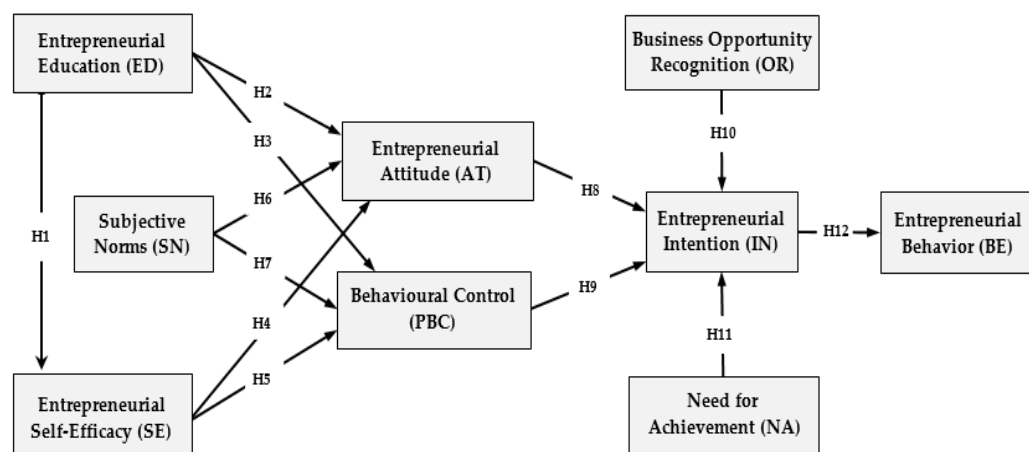 Entrepreneurial
Education (ED)
Business Opportunity
Recognition (OR)
H2
H3
H10
Entrepreneurial
Attitude (AT)
H6
H8
Subjective
Norms (SN)
H1
Entrepreneurial
Intention (IN)
H12
Entrepreneurial
Behavior (BE)
H7
Behavioural Control
(PBC)
H9
H4
H11
H5
Entrepreneurial
Self-Efficacy (SE)
Need for
Achievement (NA)